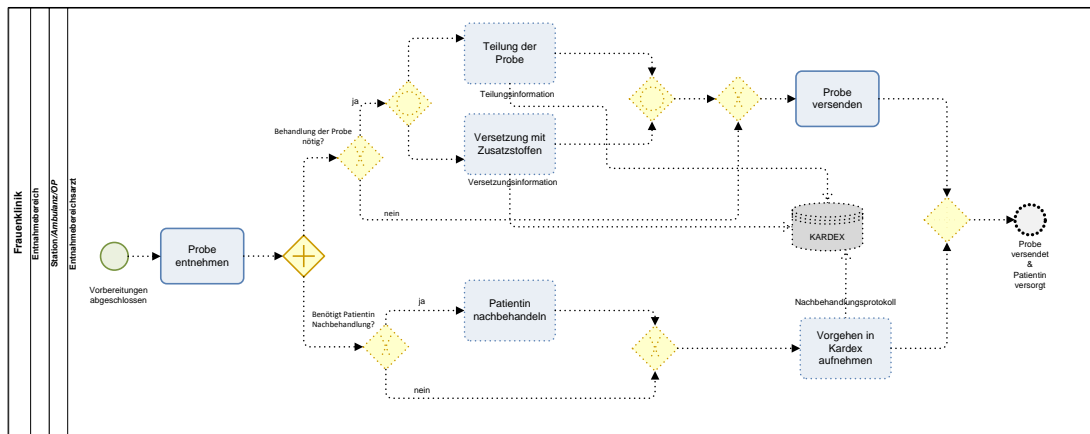 Frauenklinik
Entnahmebereich
Station/Ambulanz/OP
Entnahmebereichsarzt
Vorbereitungen
abgeschlossen
Probe
entnehmen
Behandlung der Probe
nötig?
ja
nein
Teilung der
Probe
Teilungsinformation
Versetzung mit
Zusatzstoffen
Versetzungsinformation
X
X
Probe
versenden
KARDEX
Benötigt Patientin
Nachbehandlung?
ja
nein
X
Patientin
nachbehandeln
X
Nachbehandlungsprotokoll
Vorgehen in
Kardex
aufnehmen
Probe
versendet
&
Patientin
versorgt